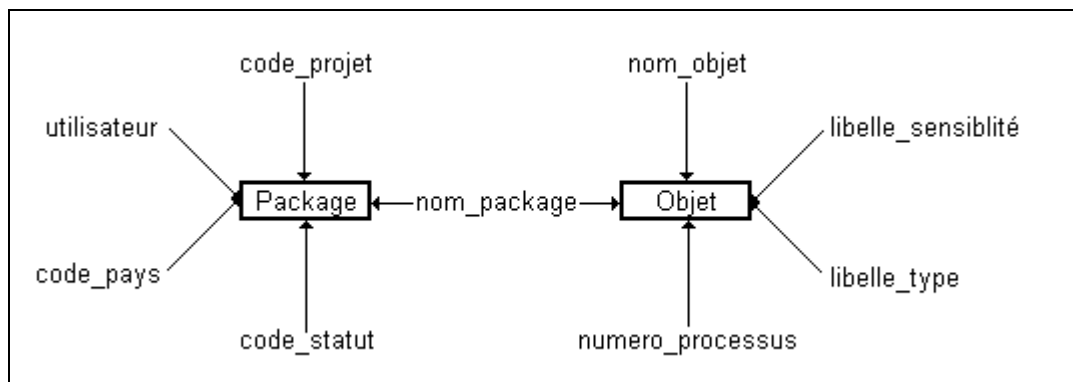 code_projet
nom_objet
utilisateur
libelle_sensiblité
Package
nom_package
Objet
code_pays
libelle_type
code_statut
numero_processus